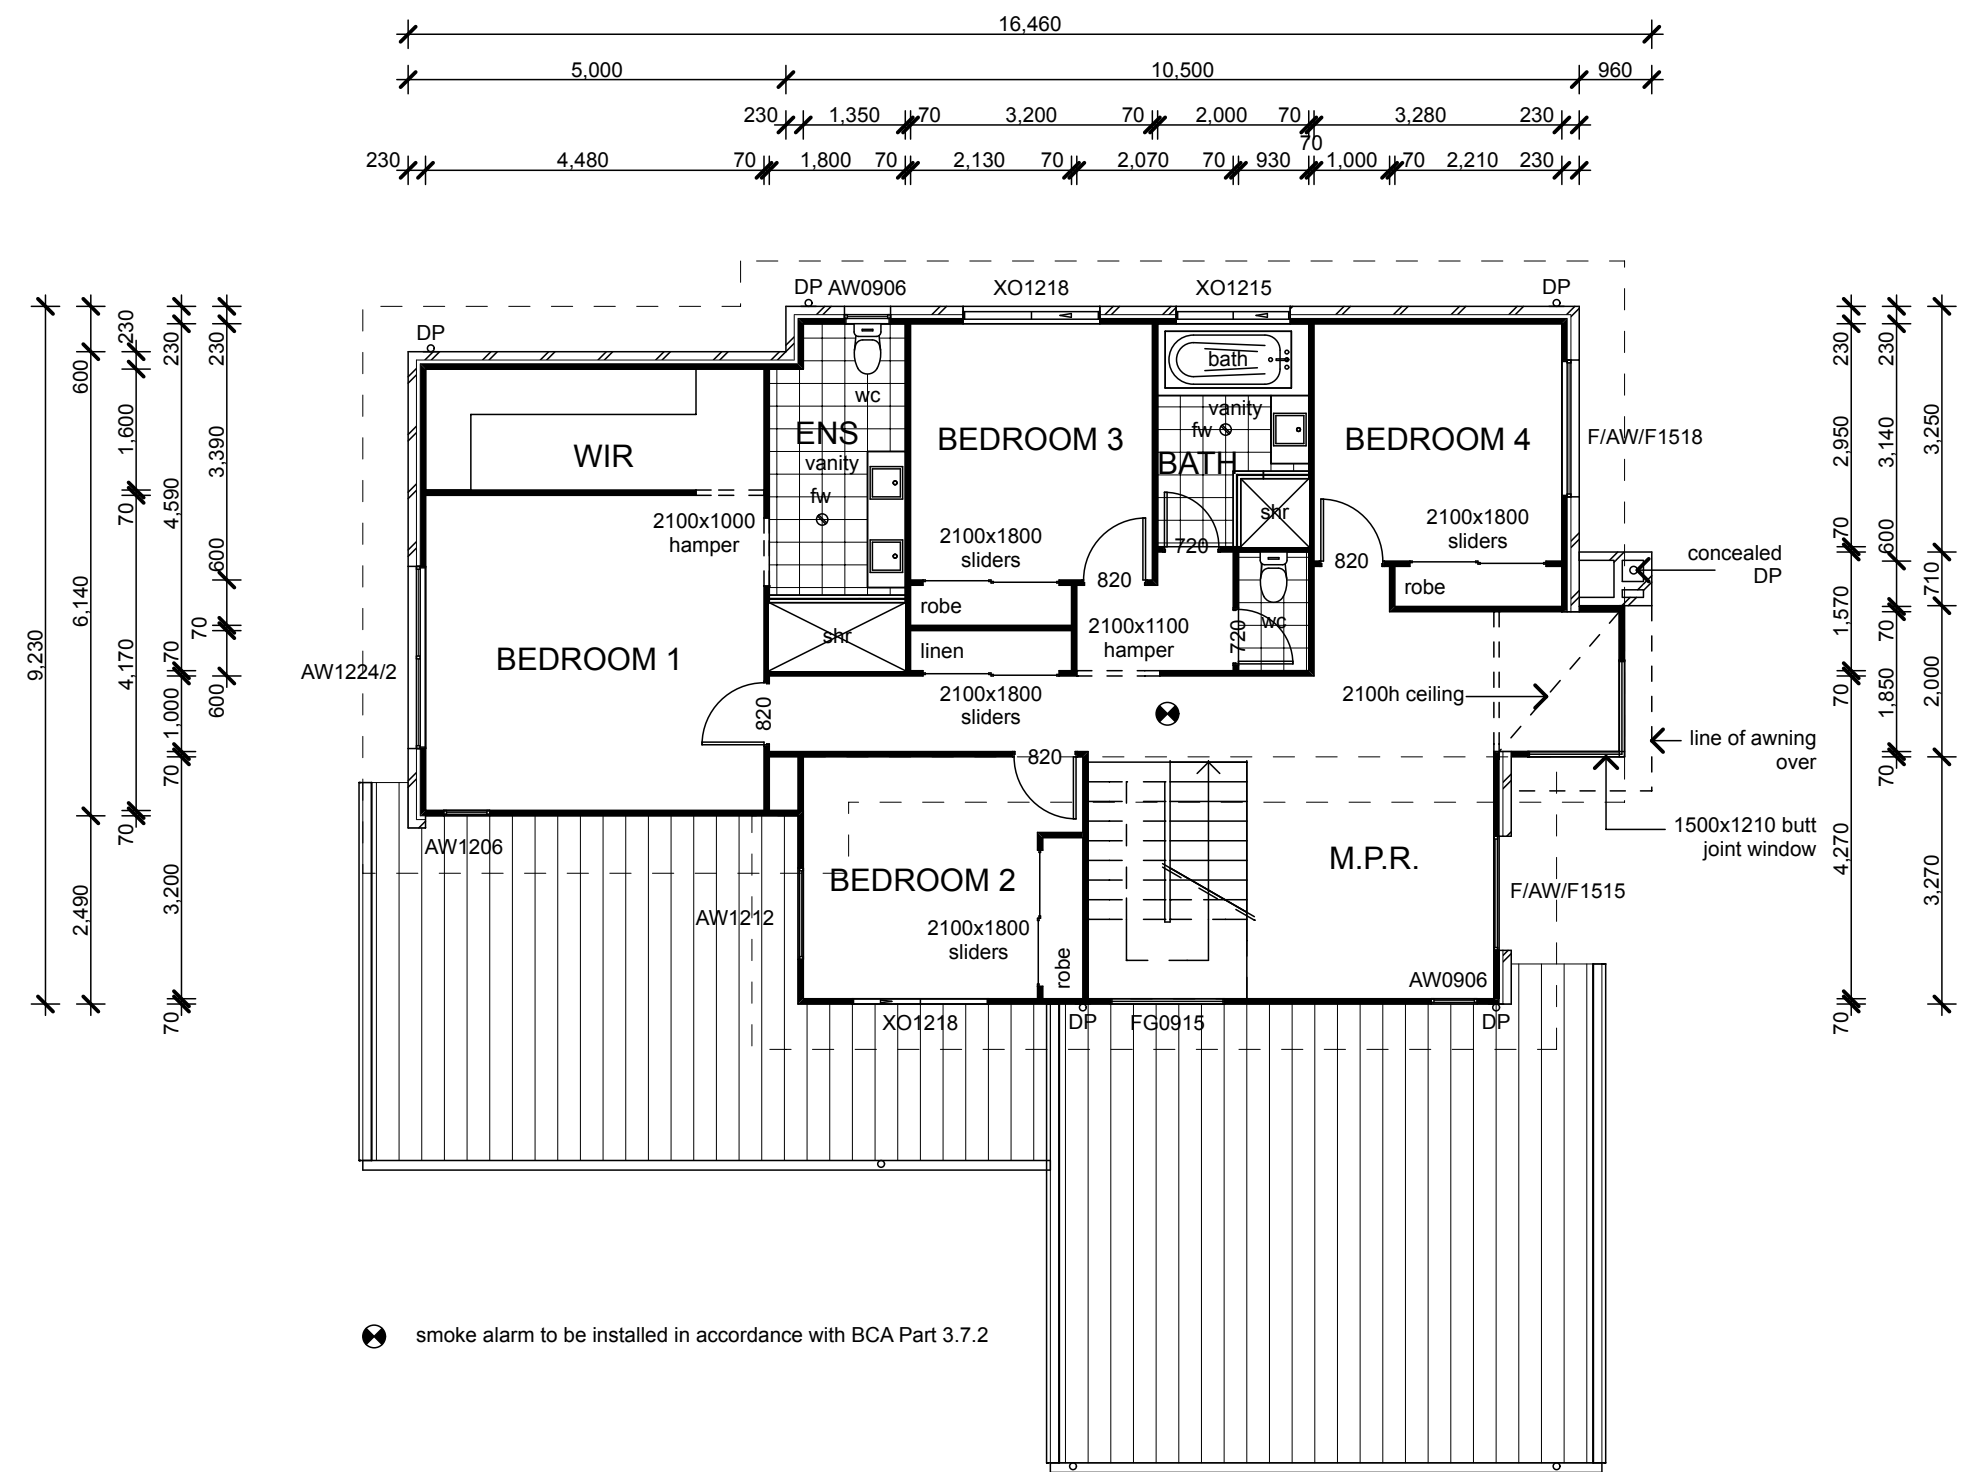 16,460
5,000 10,500 960
230 1,350 70 3,200 70 2,000 70 3,280 230
70
230 4,480 70 1,800 70 2,130 70 2,070 70 930 1,000 70 2,210 230
DP AW0906 XO1218 XO1215 DP
DP
9,230
600
6,140
2,490
230
1,600
70
4,170
70
230
4,590
70
1,000
70
3,200
70
230
3,390
600
70
600
WIR
ENS
wc
vanity
fw
BEDROOM 3
bath
vanity
fw
BATH
BEDROOM 4
F/AW/F1518
2100x1000
hamper
2100x1800
sliders
720
shr
2100x1800
sliders
820
820
robe
robe
concealed
DP
BEDROOM 1
AW1224/2
shr
linen
2100x1100
hamper
720
wc
820
2100x1800
sliders
2100h ceiling
line of awning
over
820
AW1206
BEDROOM 2
AW1212
2100x1800
sliders
robe
M.P.R.
1500x1210 butt
joint window
F/AW/F1515
AW0906
XO1218
DP
FG0915
DP
230
2,950
70
1,570
70
4,270
70
230
3,140
600
70
1,850
70
3,250
710
2,000
3,270
smoke alarm to be installed in accordance with BCA Part 3.7.2